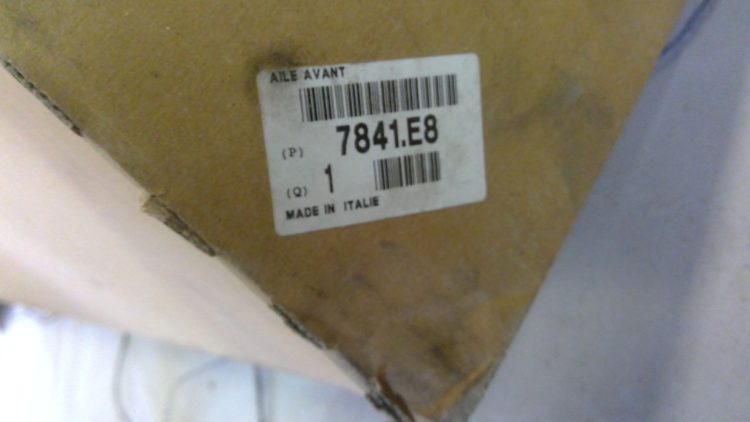 AILE AVANT
(P) 7841.E8
(Q) 1
MADE IN ITALIE